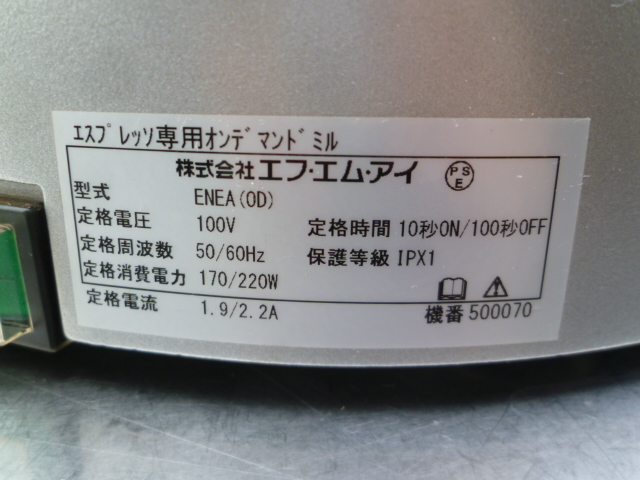 エスプレッソ専用オンデマンドミル
株式会社エフ・エム・アイ PSE
型式 ENEA(OD)
定格電圧 100V 定格時間 10秒ON/100秒OFF
定格周波数 50/60Hz 保護等級 IPX1
定格消費電力 170/220W
定格電流 1.9/2.2A 機番 500070